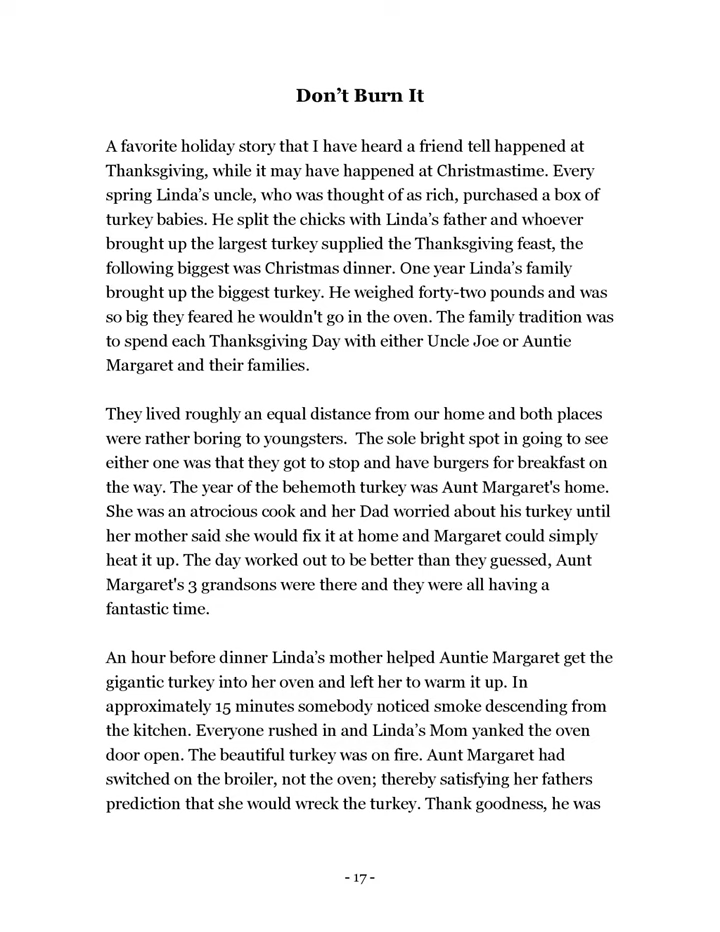 Don’t Burn It
A favorite holiday story that I have heard a friend tell happened at
Thanksgiving, while it may have happened at Christmastime. Every
spring Linda’s uncle, who was thought of as rich, purchased a box of
turkey babies. He split the chicks with Linda’s father and whoever
brought up the largest turkey supplied the Thanksgiving feast, the
following biggest was Christmas dinner. One year Linda’s family
brought up the biggest turkey. He weighed forty-two pounds and was
so big they feared he wouldn't go in the oven. The family tradition was
to spend each Thanksgiving Day with either Uncle Joe or Auntie
Margaret and their families.
They lived roughly an equal distance from our home and both places
were rather boring to youngsters.  The sole bright spot in going to see
either one was that they got to stop and have burgers for breakfast on
the way. The year of the behemoth turkey was Aunt Margaret's home.
She was an atrocious cook and her Dad worried about his turkey until
her mother said she would fix it at home and Margaret could simply
heat it up. The day worked out to be better than they guessed, Aunt
Margaret's 3 grandsons were there and they were all having a
fantastic time.
An hour before dinner Linda’s mother helped Auntie Margaret get the
gigantic turkey into her oven and left her to warm it up. In
approximately 15 minutes somebody noticed smoke descending from
the kitchen. Everyone rushed in and Linda’s Mom yanked the oven
door open. The beautiful turkey was on fire. Aunt Margaret had
switched on the broiler, not the oven; thereby satisfying her fathers
prediction that she would wreck the turkey. Thank goodness, he was
- 17 -